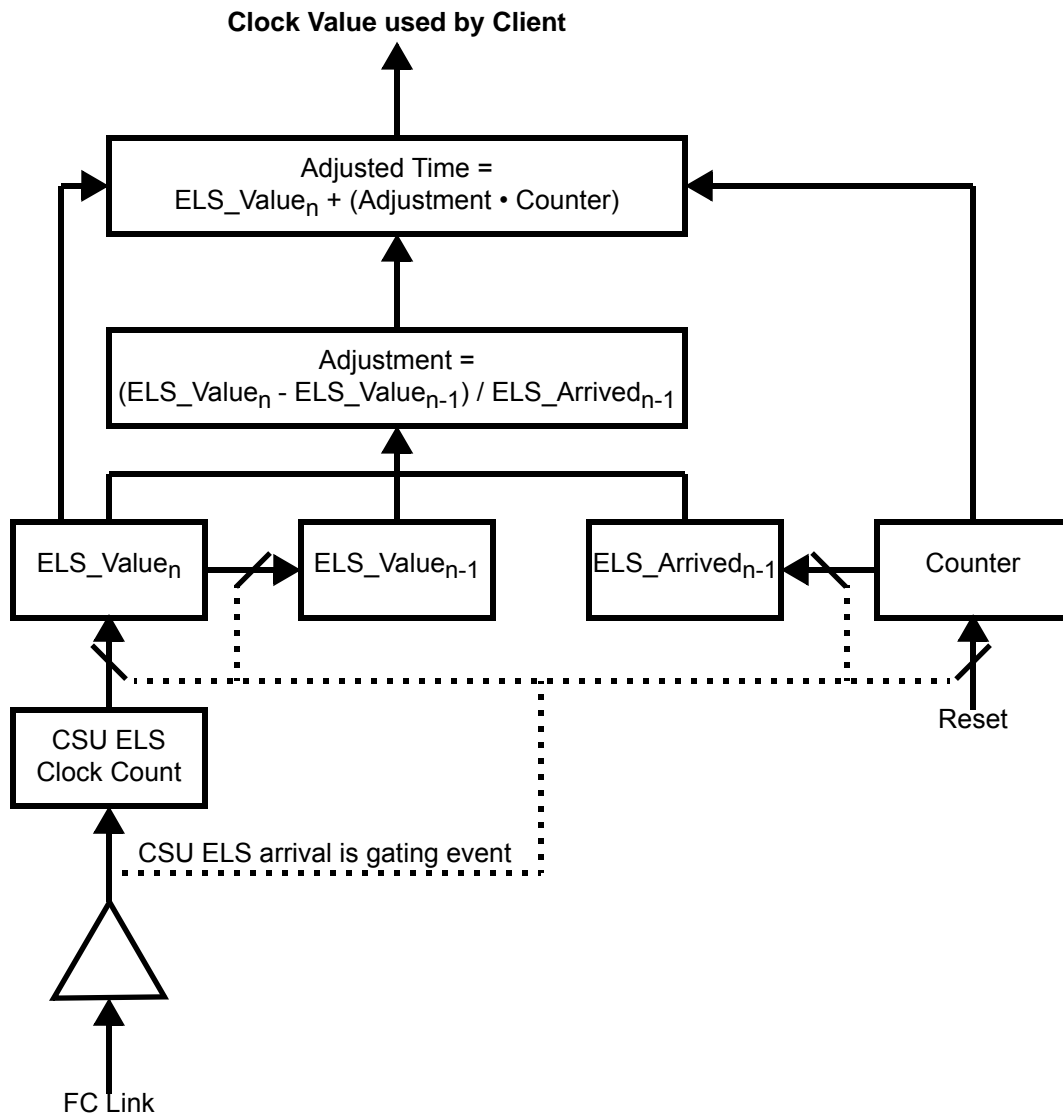 Clock Value used by Client
Adjusted Time =
ELS_Valuen + (Adjustment • Counter)
Adjustment =
(ELS_Valuen - ELS_Valuen-1) / ELS_Arrivedn-1
ELS_Valuen
ELS_Valuen-1
ELS_Arrivedn-1
Counter
Reset
CSU ELS
Clock Count
CSU ELS arrival is gating event
FC Link